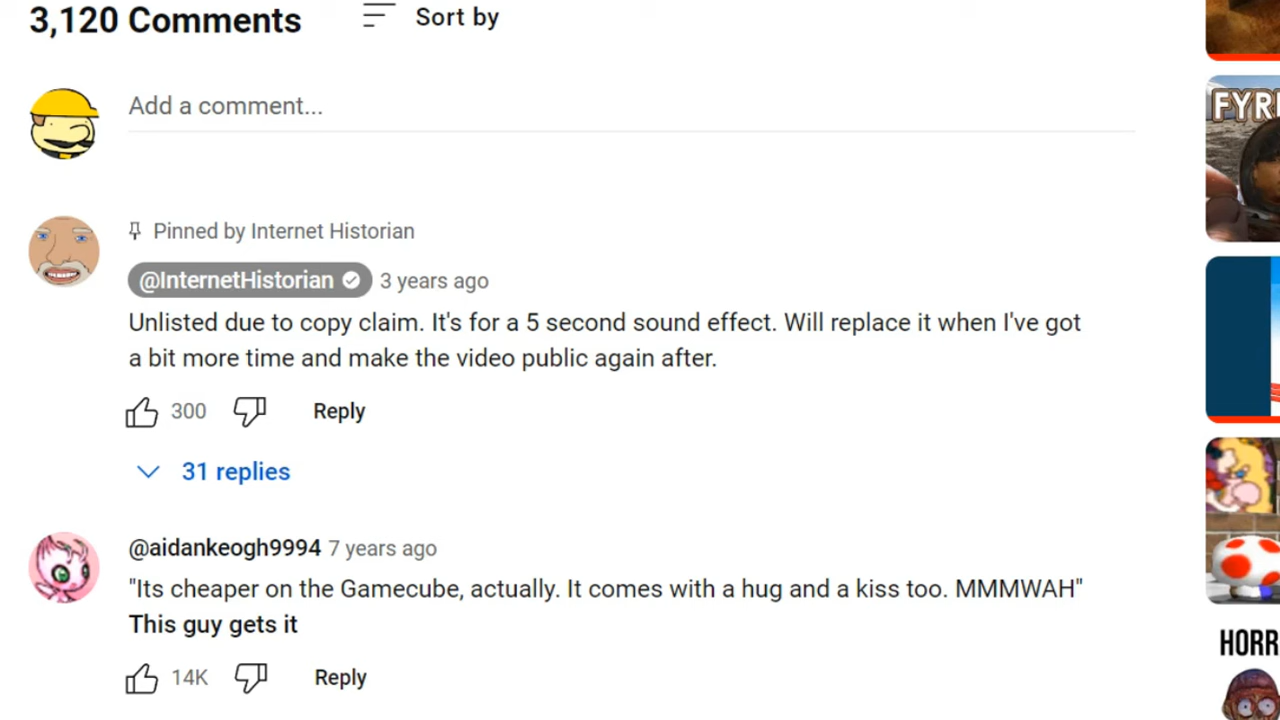 3,120 Comments
Sort by
Add a comment...
Pinned by Internet Historian
@InternetHistorian 3 years ago
Unlisted due to copy claim. It's for a 5 second sound effect. Will replace it when I've got
a bit more time and make the video public again after.
300 Reply
31 replies
@aidankeogh9994 7 years ago
"Its cheaper on the Gamecube, actually. It comes with a hug and a kiss too. MMMWAH"
This guy gets it
14K Reply